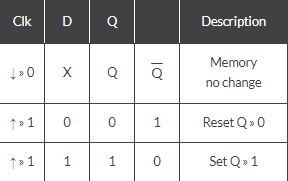 Clk D Q Description
↓» 0 X Q Q̅ Memory
no change
↑» 1 0 0 1 Reset Q » 0
↑» 1 1 1 0 Set Q » 1